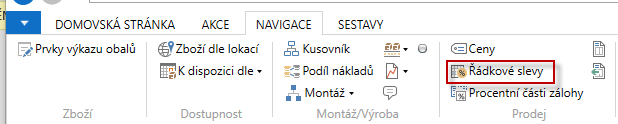 DOMOVSKÁ STRÁNKA AKCE NAVIGACE SESTAVY
Prvky výkazu obalů
Zboží
Zboží dle lokací
K dispozici dle
Dostupnost
Kusovník
Podíl nákladů
Montáž
Montáž/Výroba
Ceny
Řádkové slevy
Procentní části zálohy
Prodej